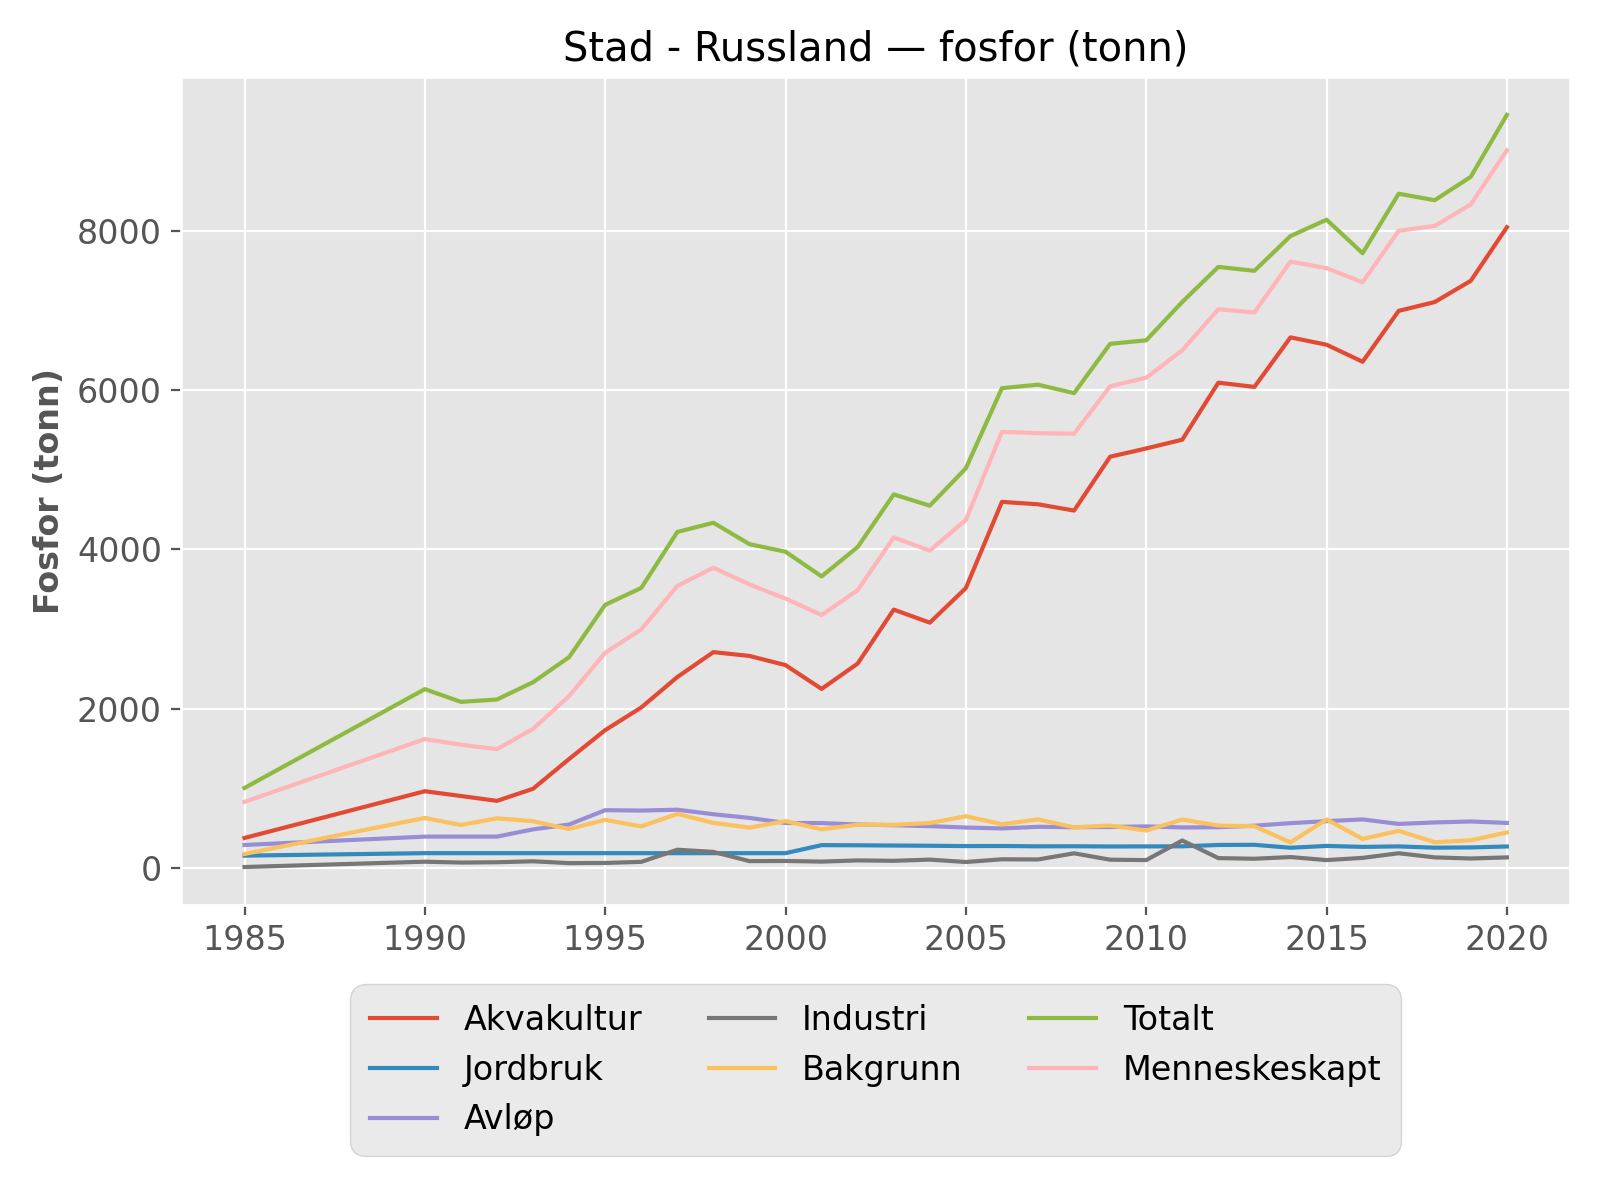 Stad - Russland — fosfor (tonn)
Fosfor (tonn)
8000
6000
4000
2000
0
1985 1990 1995 2000 2005 2010 2015 2020
Akvakultur Industri Totalt
Jordbruk Bakgrunn Menneskeskapt
Avløp